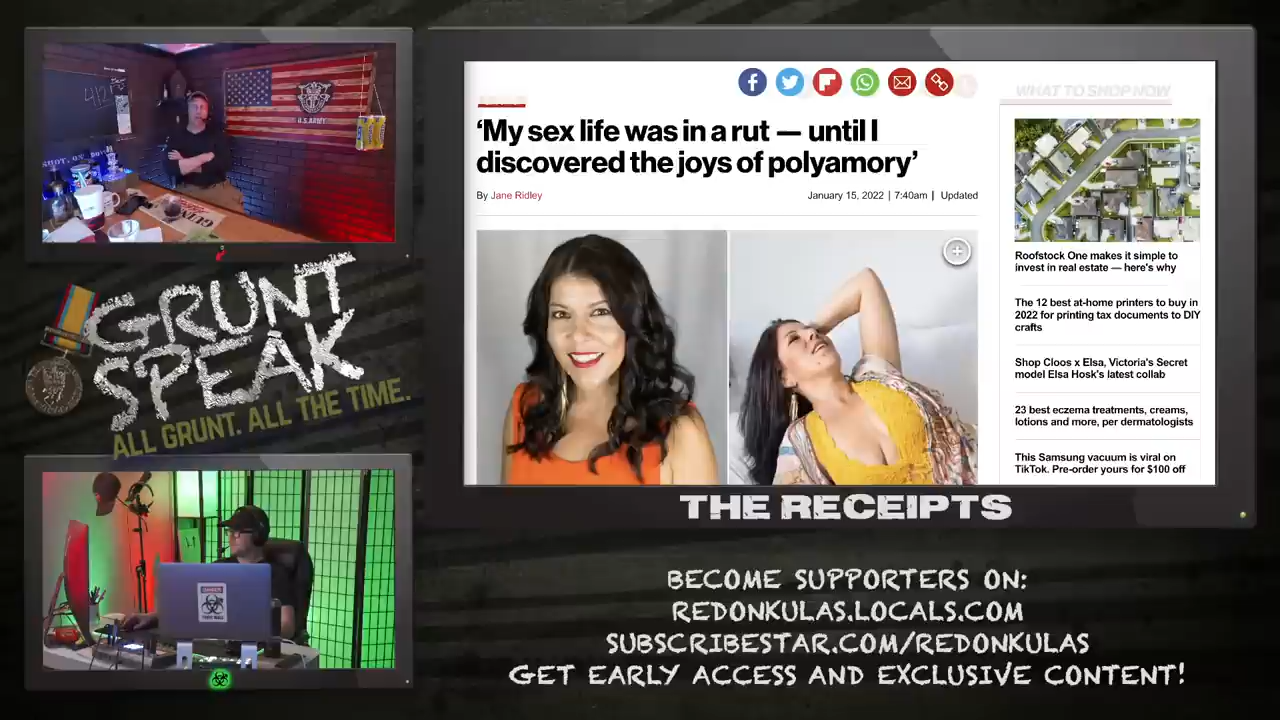 SHOT. ON. DOWN
U.S. ARMY
GRUNT
SPEAK
ALL GRUNT. ALL THE TIME.
DANGER
‘My sex life was in a rut — until I
discovered the joys of polyamory’
By Jane Ridley
January 15, 2022 | 7:40am | Updated
WHAT TO SHOP NOW
Roofstock One makes it simple to
invest in real estate — here's why
The 12 best at-home printers to buy in
2022 for printing tax documents to DIY
crafts
Shop Cloos x Elsa, Victoria's Secret
model Elsa Hosk's latest collab
23 best eczema treatments, creams,
lotions and more, per dermatologists
This Samsung vacuum is viral on
TikTok. Pre-order yours for $100 off
THE RECEIPTS
BECOME SUPPORTERS ON:
REDONKULAS.LOCALS.COM
SUBSCRIBESTAR.COM/REDONKULAS
GET EARLY ACCESS AND EXCLUSIVE CONTENT!